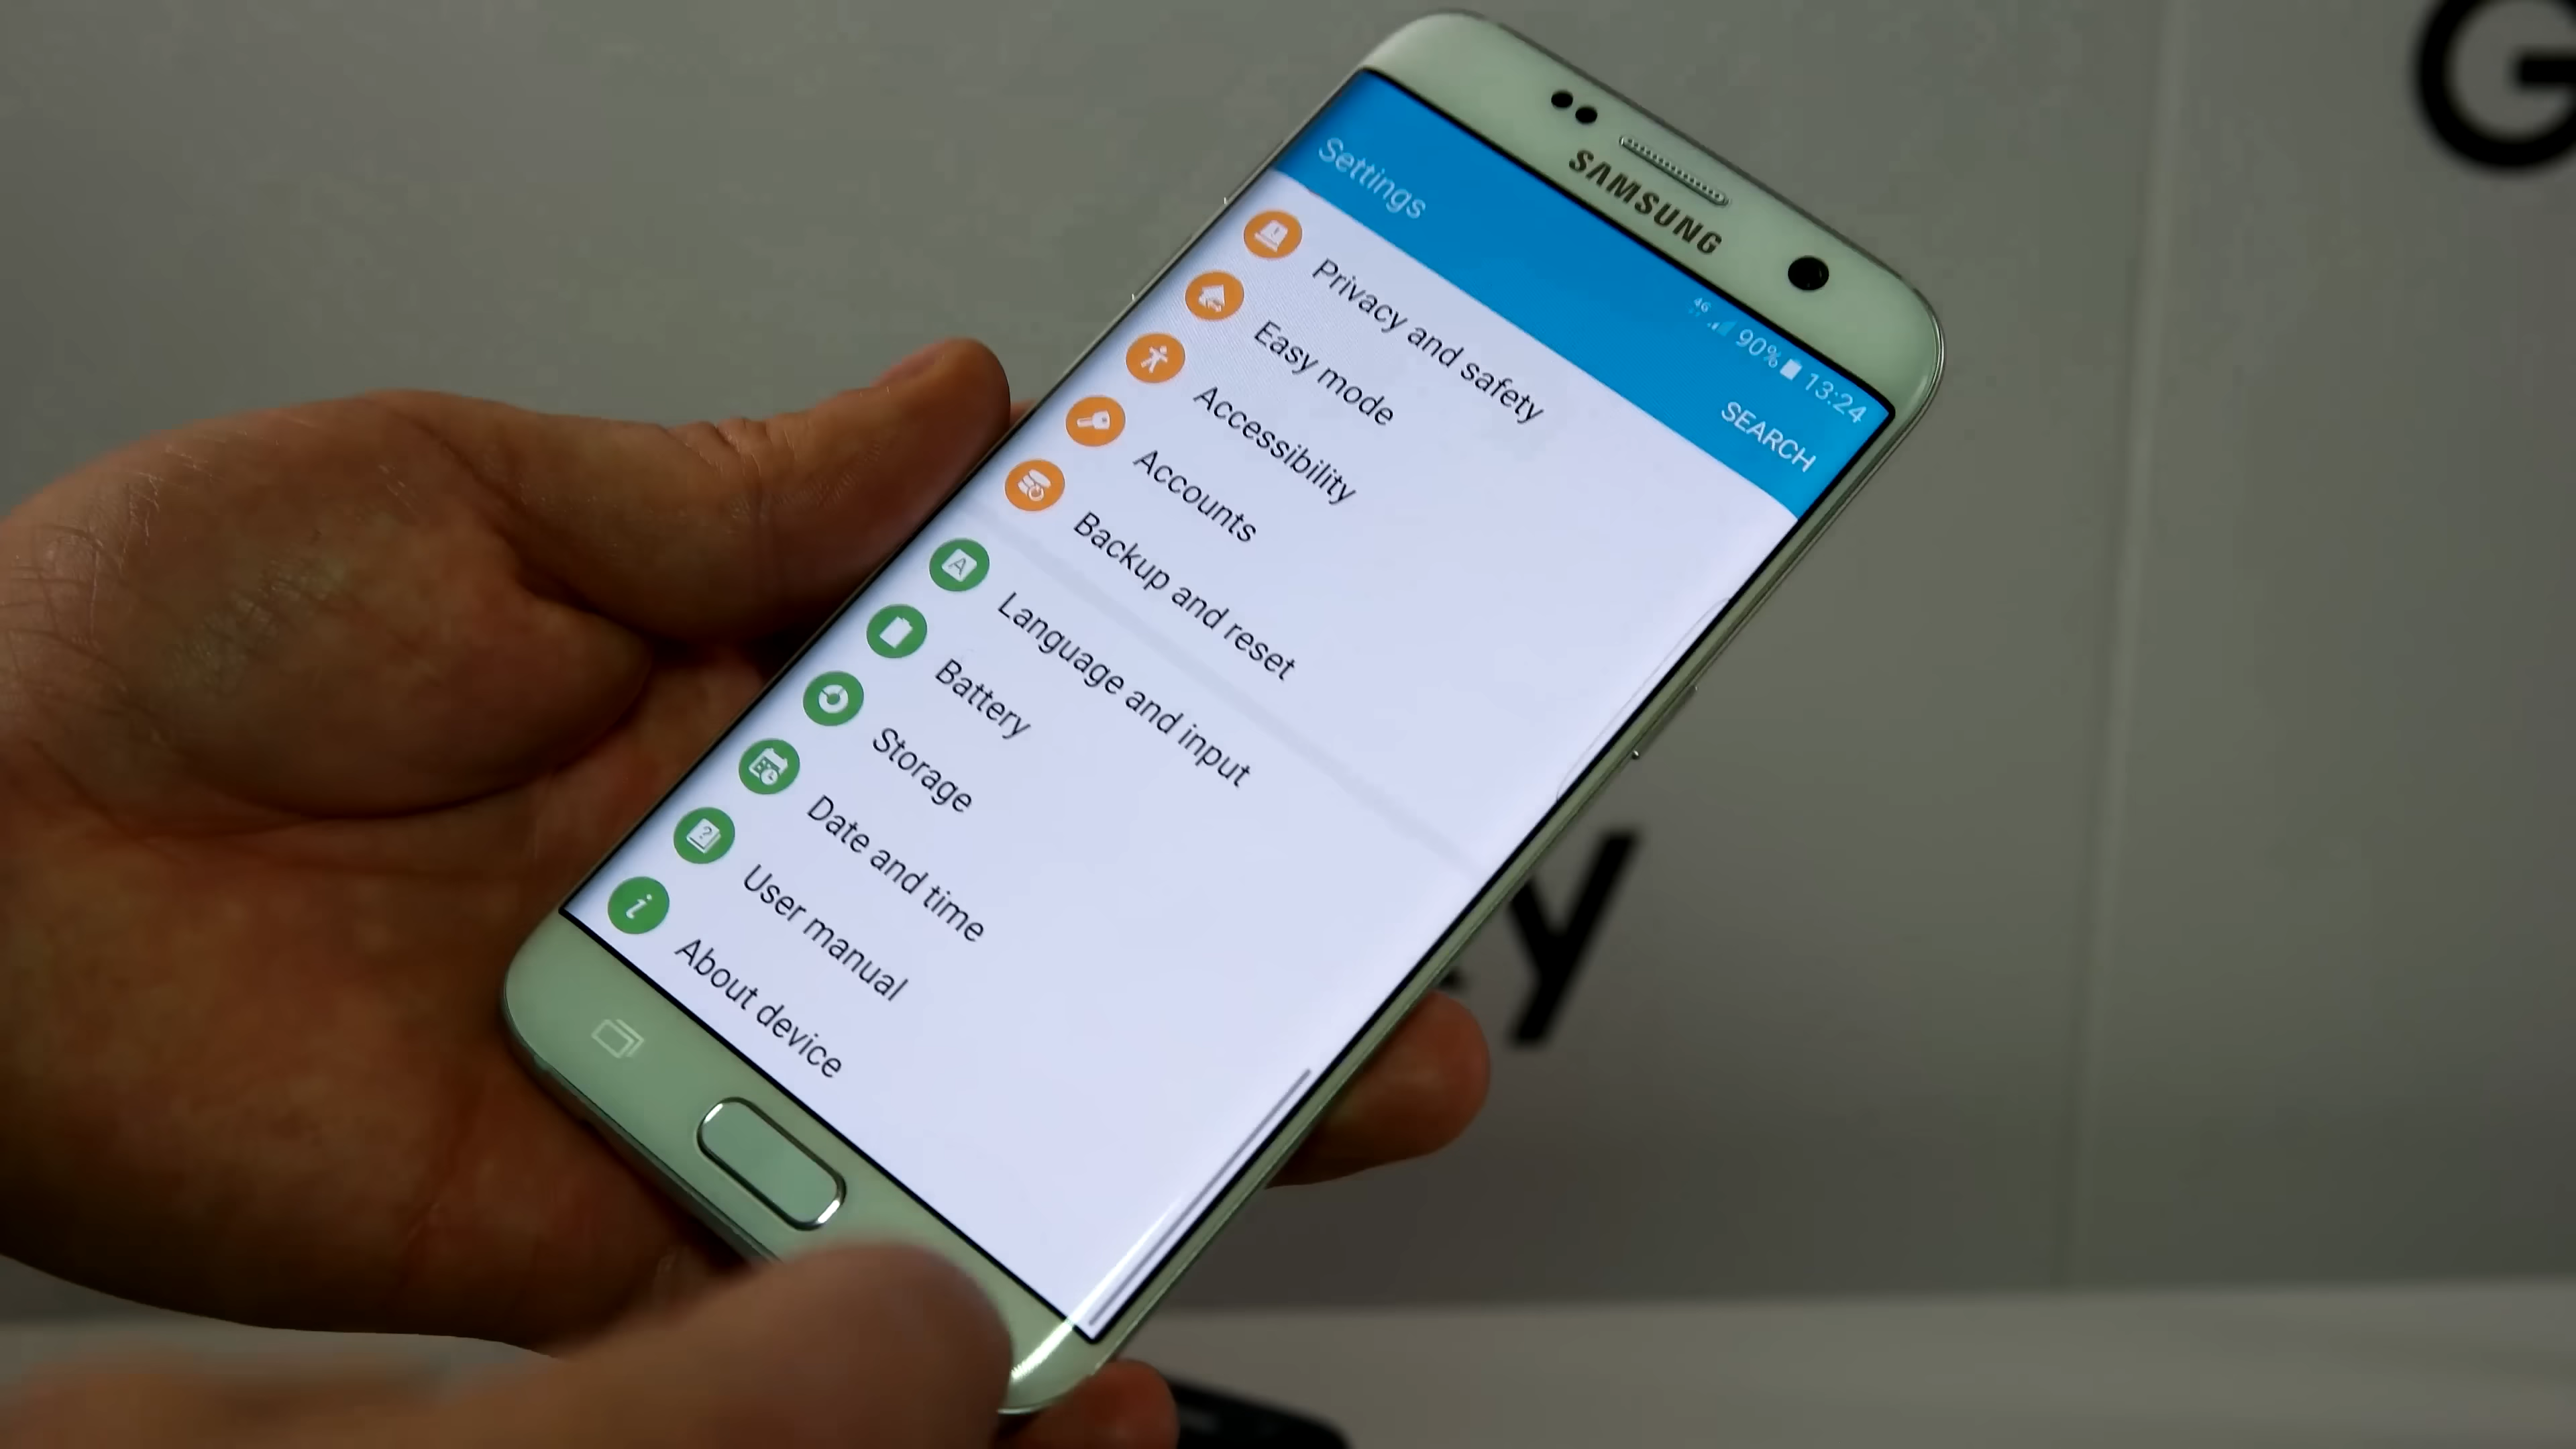 G
SAMSUNG
4G 90% 13:24
Settings
SEARCH
Privacy and safety
Easy mode
Accessibility
Accounts
Backup and reset
A
Language and input
Battery
Storage
Date and time
?
User manual
i
About device
y